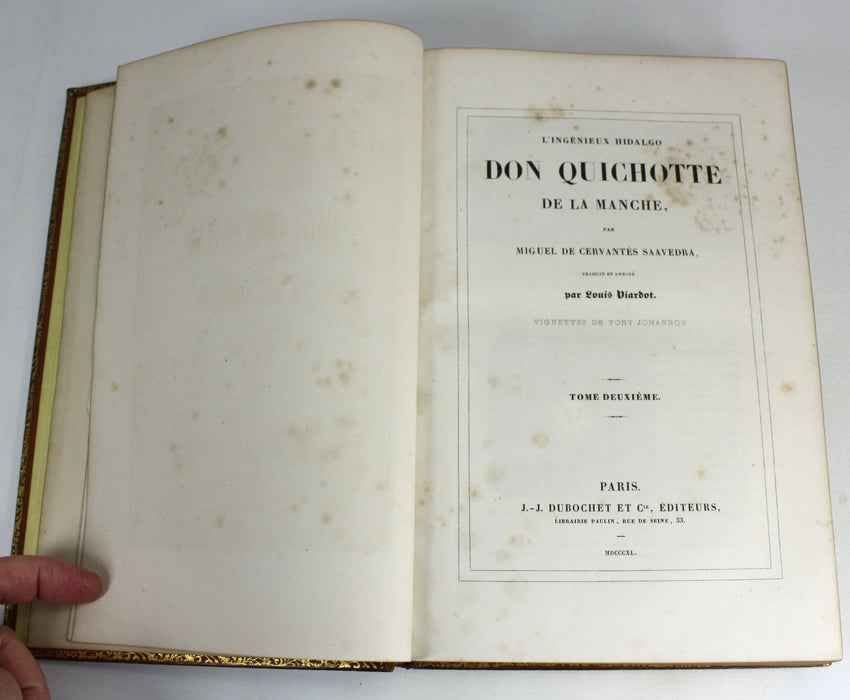 L'INGÉNIEUX HIDALGO
DON QUICHOTTE
DE LA MANCHE,
PAR
MIGUEL DE CERVANTÈS SAAVEDRA,
TRADUIT ET ANNOTÉ
par Louis Viardot.
VIGNETTES DE TONY JOHANNOT
TOME DEUXIÈME.
PARIS.
J.-J. DUBOCHET ET Cie, ÉDITEURS,
LIBRAIRIE PAULIN, RUE DE SEINE, 33.
—
MDCCCXL.